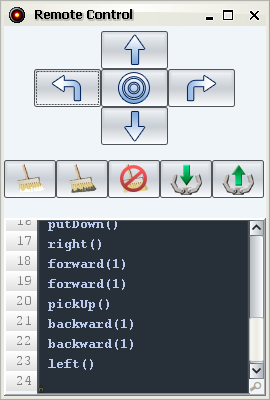 Remote Control
16 putDown()
17 right()
18 forward(1)
19 forward(1)
20 pickUp()
21 backward(1)
22 backward(1)
23 left()
24